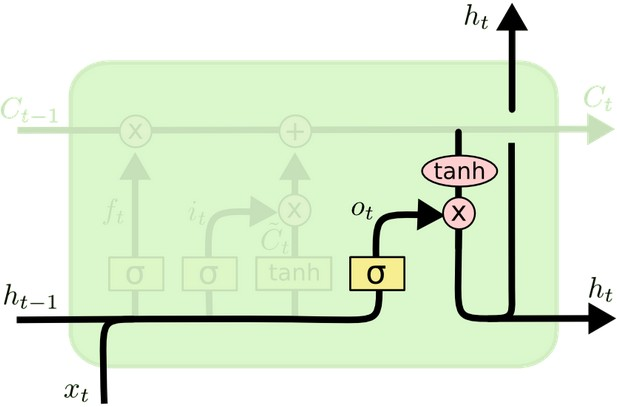 h_t
C_{t-1}
C_t
x
+
tanh
f_t
i_t
x
C̃_t
o_t
x
σ
σ
tanh
σ
h_{t-1}
h_t
x_t